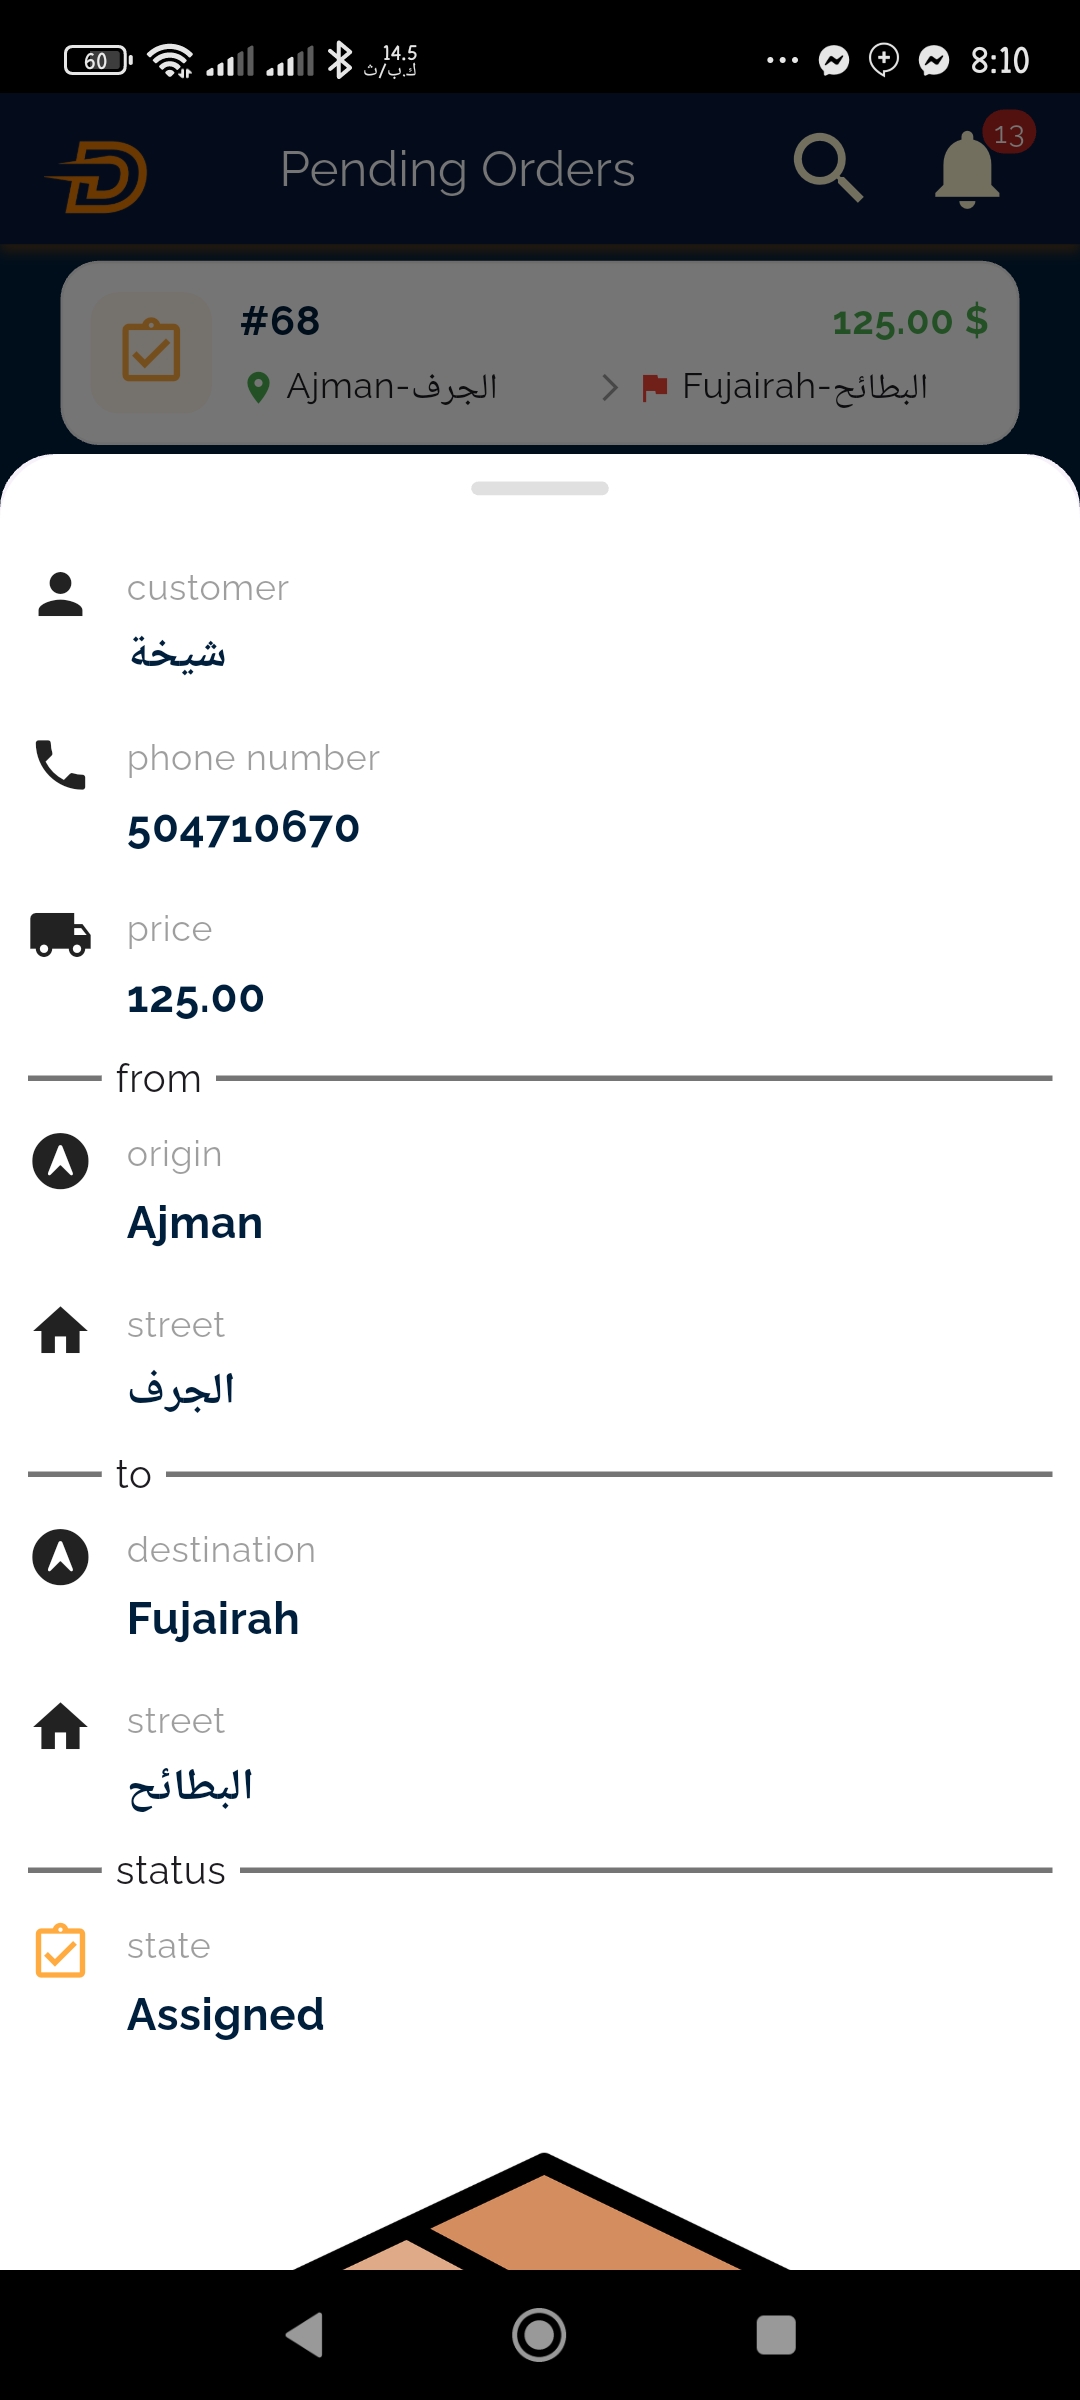 60
14.5
ك.ب/ث
8:10
Pending Orders
13
#68
125.00 $
Ajman-الجرف
Fujairah-البطائح
customer
شيخة
phone number
504710670
price
125.00
from
origin
Ajman
street
الجرف
to
destination
Fujairah
street
البطائح
status
state
Assigned